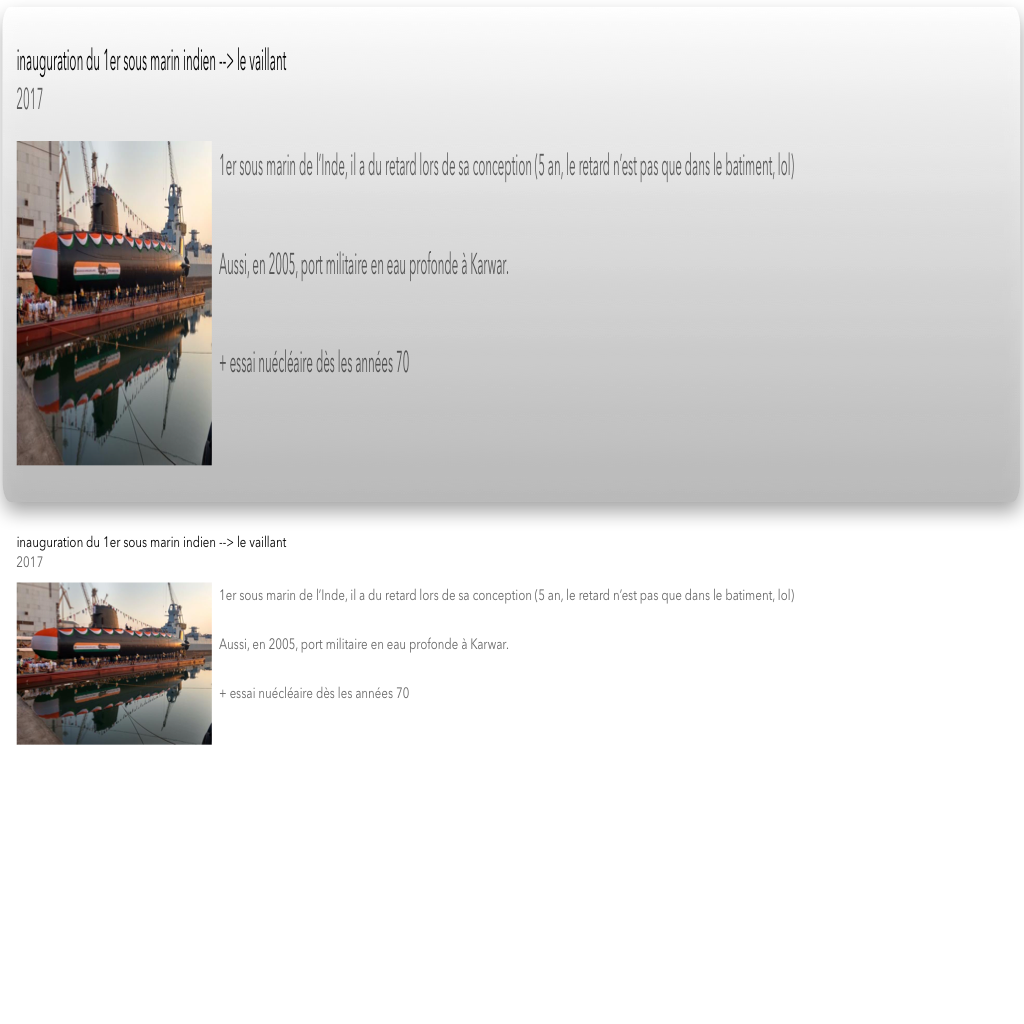 inauguration du 1er sous marin indien --> le vaillant
2017
1er sous marin de l’Inde, il a du retard lors de sa conception (5 an, le retard n’est pas que dans le batiment, lol)
Aussi, en 2005, port militaire en eau profonde à Karwar.
+ essai nuécléaire dès les années 70
inauguration du 1er sous marin indien --> le vaillant
2017
1er sous marin de l’Inde, il a du retard lors de sa conception (5 an, le retard n’est pas que dans le batiment, lol)
Aussi, en 2005, port militaire en eau profonde à Karwar.
+ essai nuécléaire dès les années 70